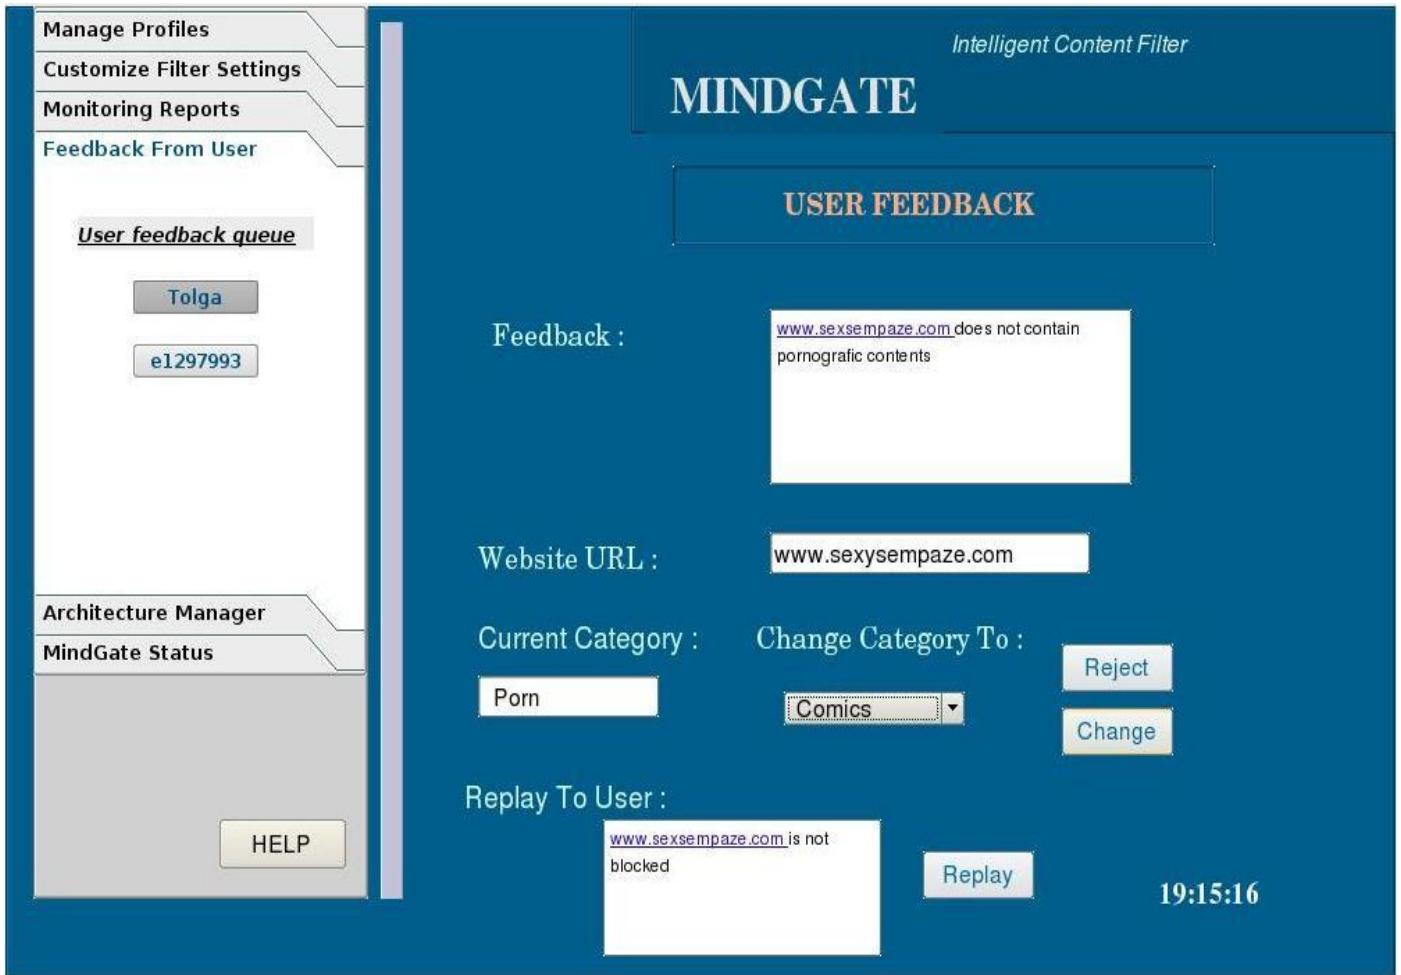 Manage Profiles
Customize Filter Settings
Monitoring Reports
Feedback From User
User feedback queue
Tolga
e1297993
Architecture Manager
MindGate Status
HELP
Intelligent Content Filter
MINDGATE
USER FEEDBACK
Feedback :
www.sexsempaze.com does not contain
pornografic contents
Website URL :
www.sexysempaze.com
Current Category :
Change Category To :
Porn
Comics
Reject
Change
Replay To User :
www.sexsempaze.com is not
blocked
Replay
19:15:16